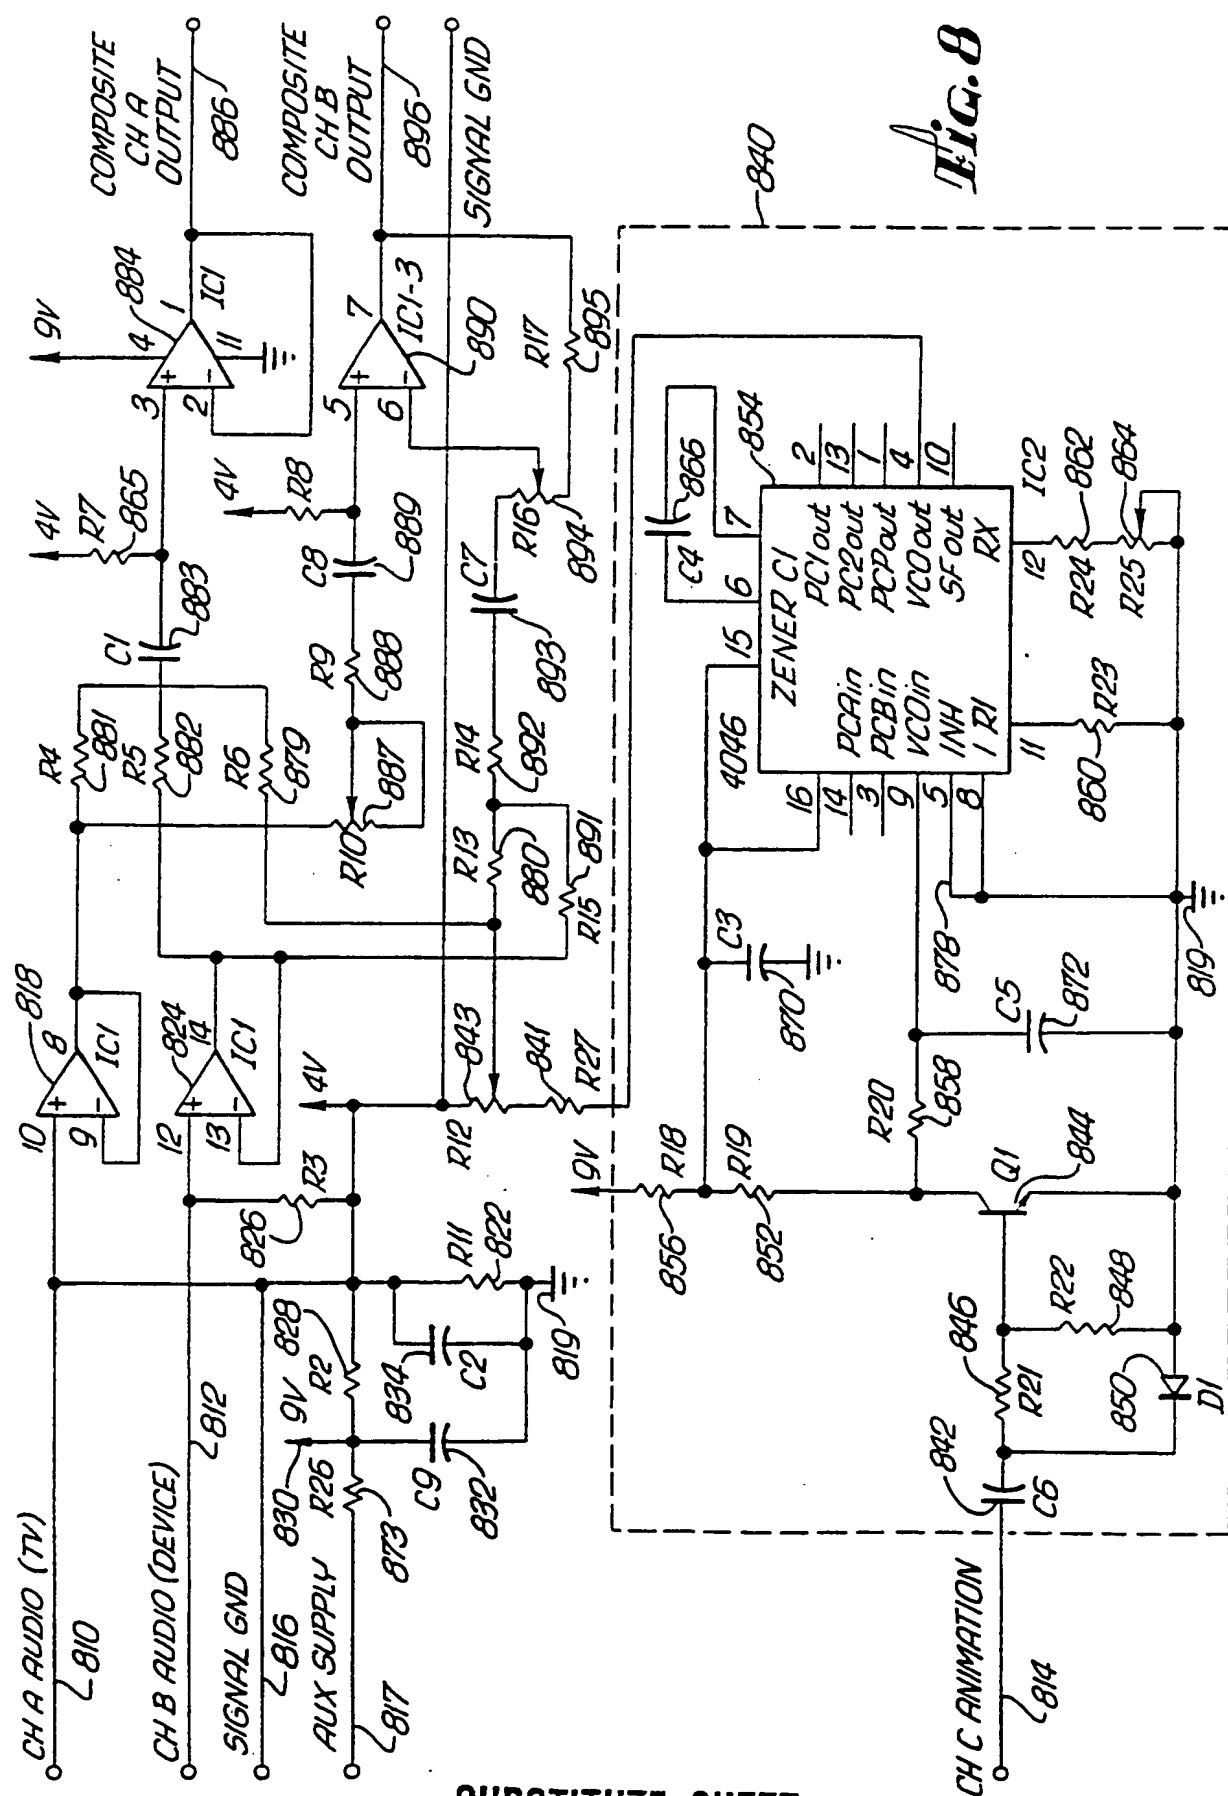 CH A AUDIO (TV)
810
CH B AUDIO (DEVICE)
812
SIGNAL GND
816
AUX SUPPLY
817
830
9V
R26
873
828
R2
C9
832
834
C2
R11
822
819
826
R3
10
9
+
-
8
818
IC1
12
13
+
-
824
14
IC1
4V
R12
843
841
R27
R4
881
R5
882
R6
879
R10
887
R13
880
R15
891
R14
892
C1
883
R7
865
4V
R9
888
C8
889
4V
R8
C7
893
R16
894
R17
895
3
2
+
-
4
9V
884
1
11
IC1
5
6
+
-
7
IC1-3
890
COMPOSITE
CH A
OUTPUT
886
COMPOSITE
CH B
OUTPUT
896
SIGNAL GND
840
CH C ANIMATION
814
842
C6
846
R21
850
D1
R22
848
Q1
844
9V
856
R18
852
R19
R20
858
C3
870
C5
872
878
819
4046
16
14
3
9
5
8
PCAin
PCBin
VCOin
INH
1 R1
11
860
R23
15
6
7
C4
866
854
ZENER C1
PC1out
PC2out
PCPout
VCOout
SFout
RX
2
13
1
4
10
IC2
12
R24
862
R25
864
Fig. 8
SUBSTITUTE SHEET